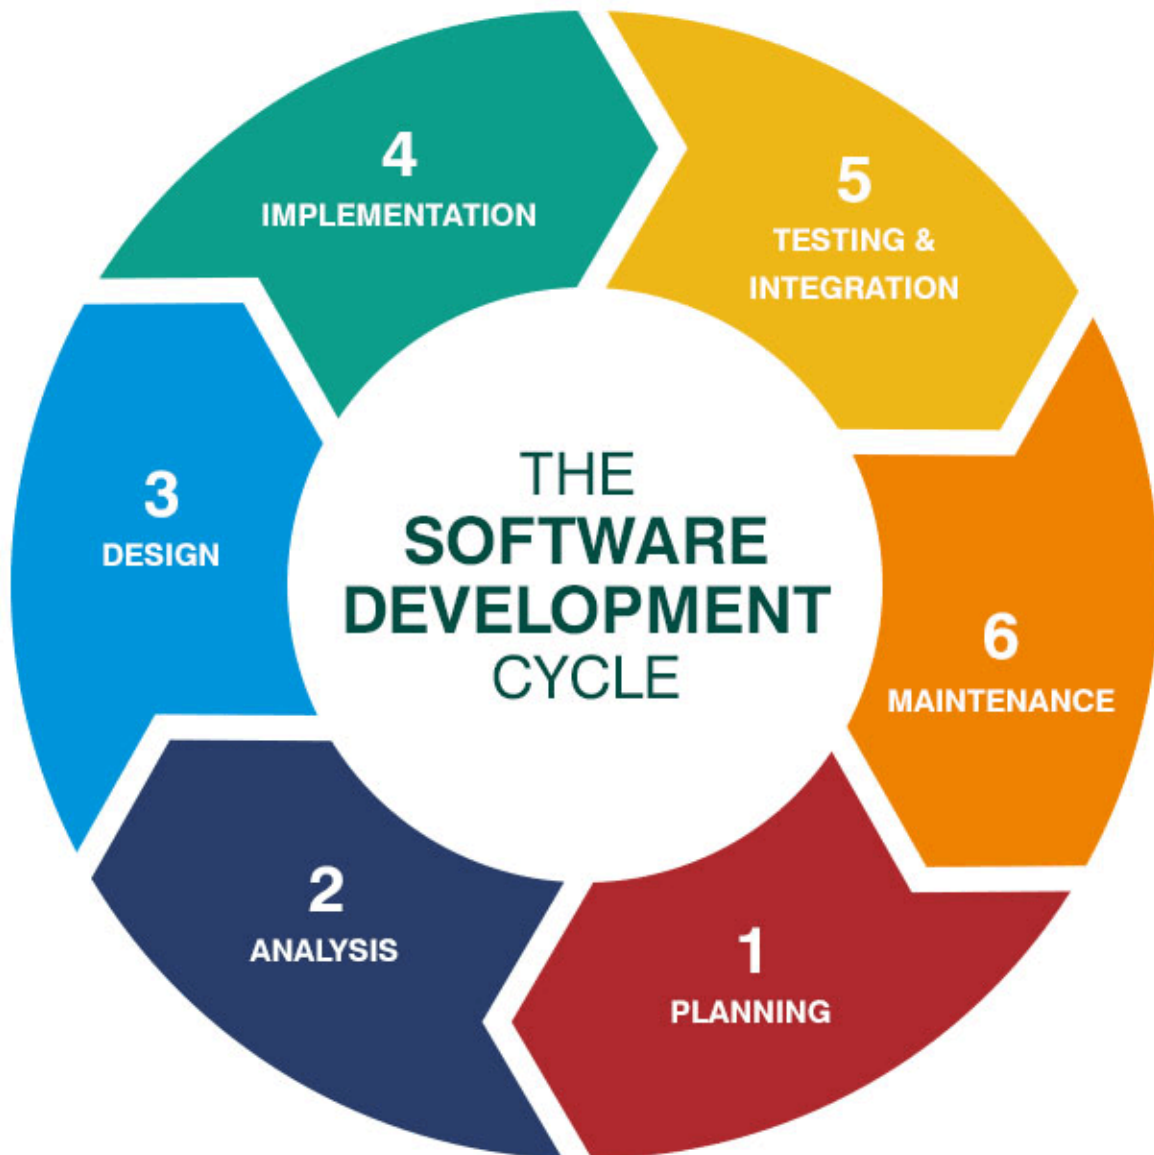 THE
SOFTWARE
DEVELOPMENT
CYCLE
1
PLANNING
2
ANALYSIS
3
DESIGN
4
IMPLEMENTATION
5
TESTING &
INTEGRATION
6
MAINTENANCE